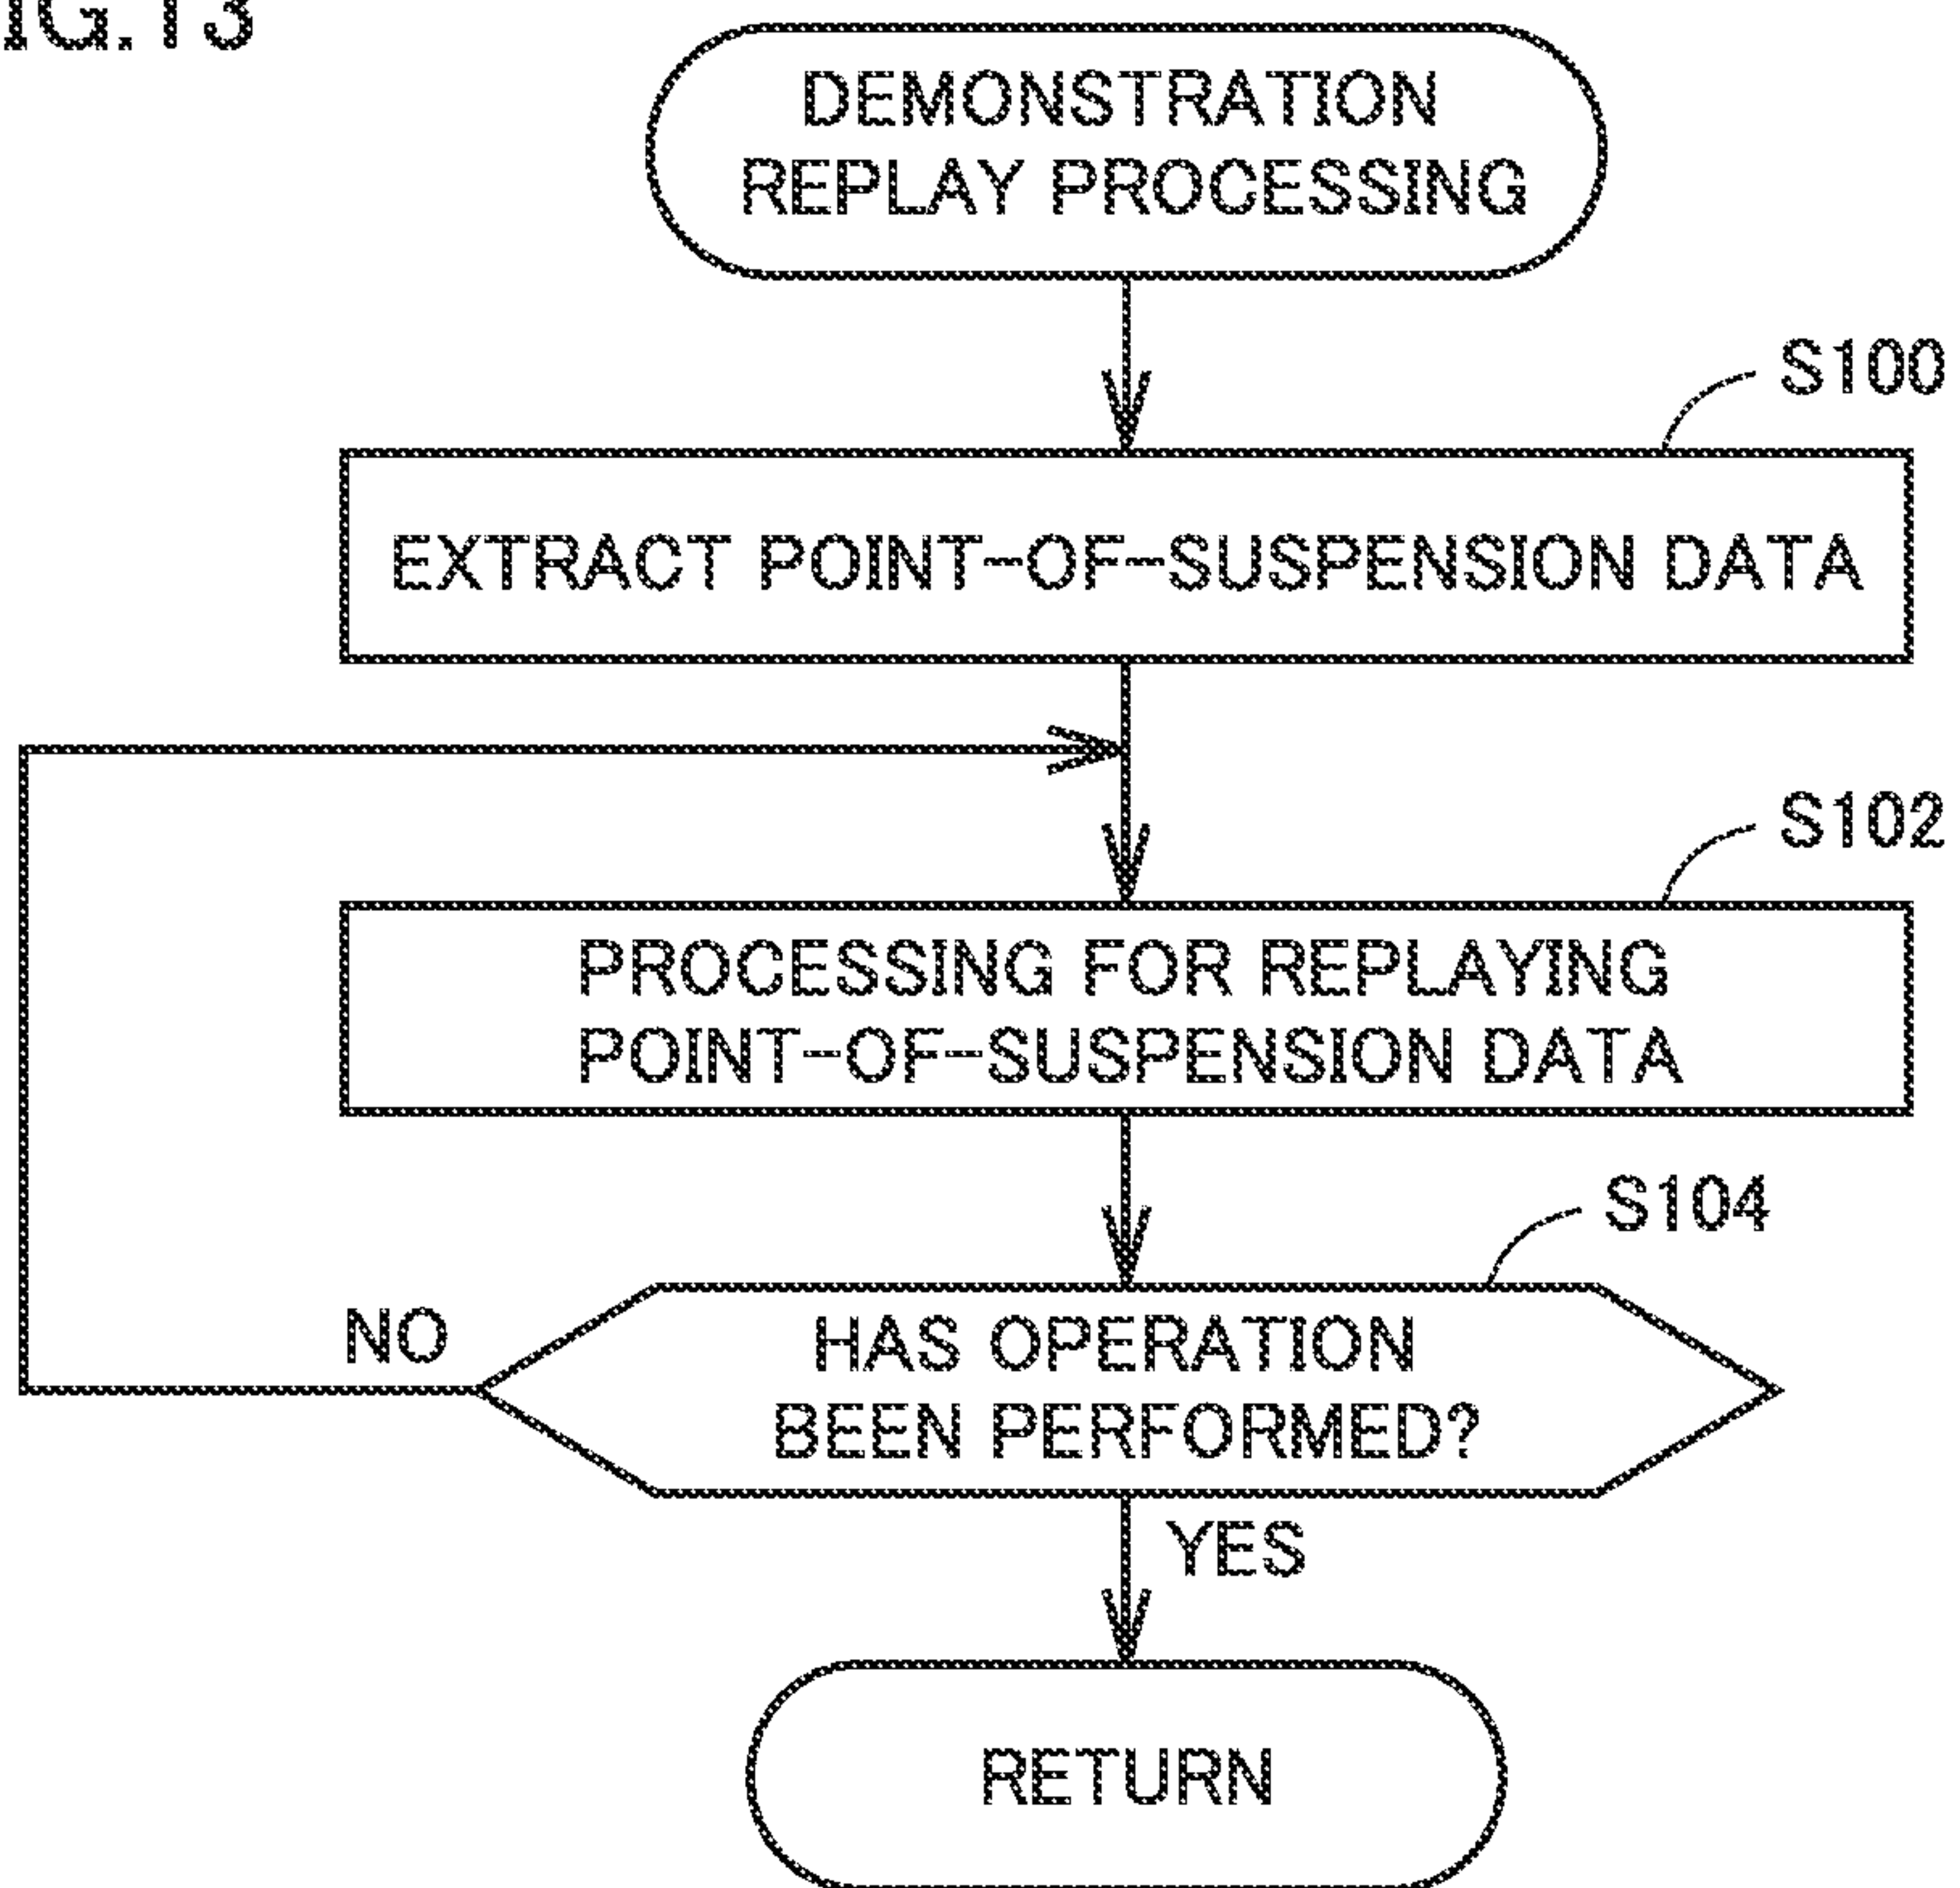 IG.13
DEMONSTRATION
REPLAY PROCESSING
S100
EXTRACT POINT-OF-SUSPENSION DATA
S102
PROCESSING FOR REPLAYING
POINT-OF-SUSPENSION DATA
S104
NO
HAS OPERATION
BEEN PERFORMED?
YES
RETURN